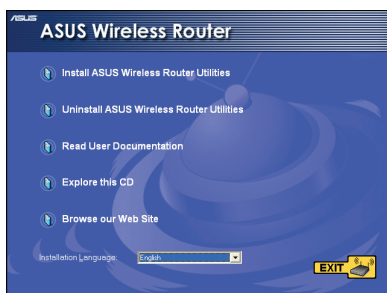 ASUS
ASUS Wireless Router
Install ASUS Wireless Router Utilities
Uninstall ASUS Wireless Router Utilities
Read User Documentation
Explore this CD
Browse our Web Site
Installation Language: English
EXIT